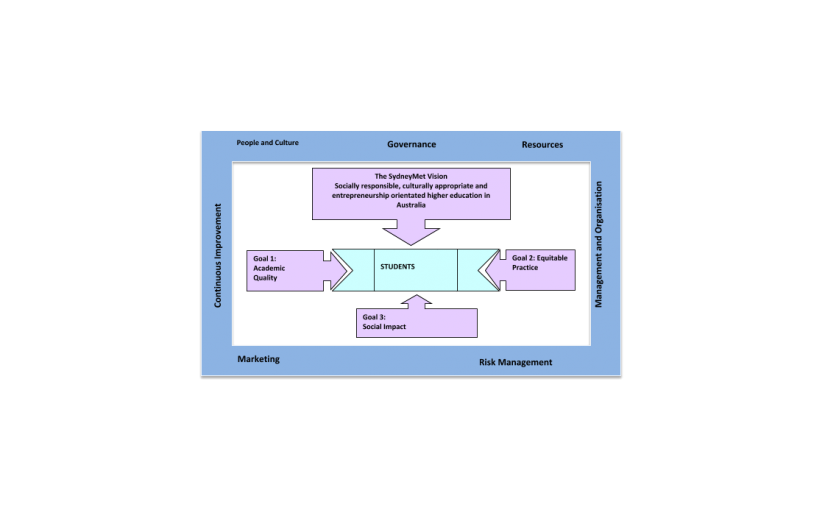 People and Culture
Governance
Resources
The SydneyMet Vision
Socially responsible, culturally appropriate and
entrepreneurship orientated higher education in
Australia
Continuous Improvement
Management and Organisation
Goal 1:
Academic
Quality
STUDENTS
Goal 2: Equitable
Practice
Goal 3:
Social Impact
Marketing
Risk Management